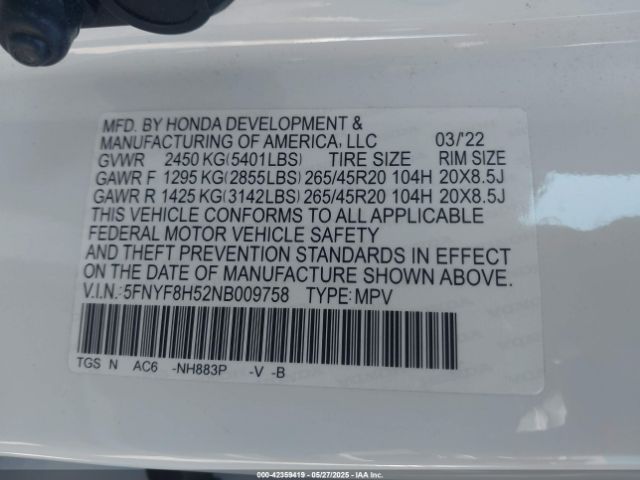 MFD. BY HONDA DEVELOPMENT &
MANUFACTURING OF AMERICA, LLC 03/'22
GVWR 2450 KG(5401LBS) TIRE SIZE RIM SIZE
GAWR F 1295 KG(2855LBS) 265/45R20 104H 20X8.5J
GAWR R 1425 KG(3142LBS) 265/45R20 104H 20X8.5J
THIS VEHICLE CONFORMS TO ALL APPLICABLE
FEDERAL MOTOR VEHICLE SAFETY
AND THEFT PREVENTION STANDARDS IN EFFECT
ON THE DATE OF MANUFACTURE SHOWN ABOVE.
V.I.N.:5FNYF8H52NB009758 TYPE: MPV
TGS N AC6 -NH883P -V -B
000-42359419 05/27/2025 IAAI.COM